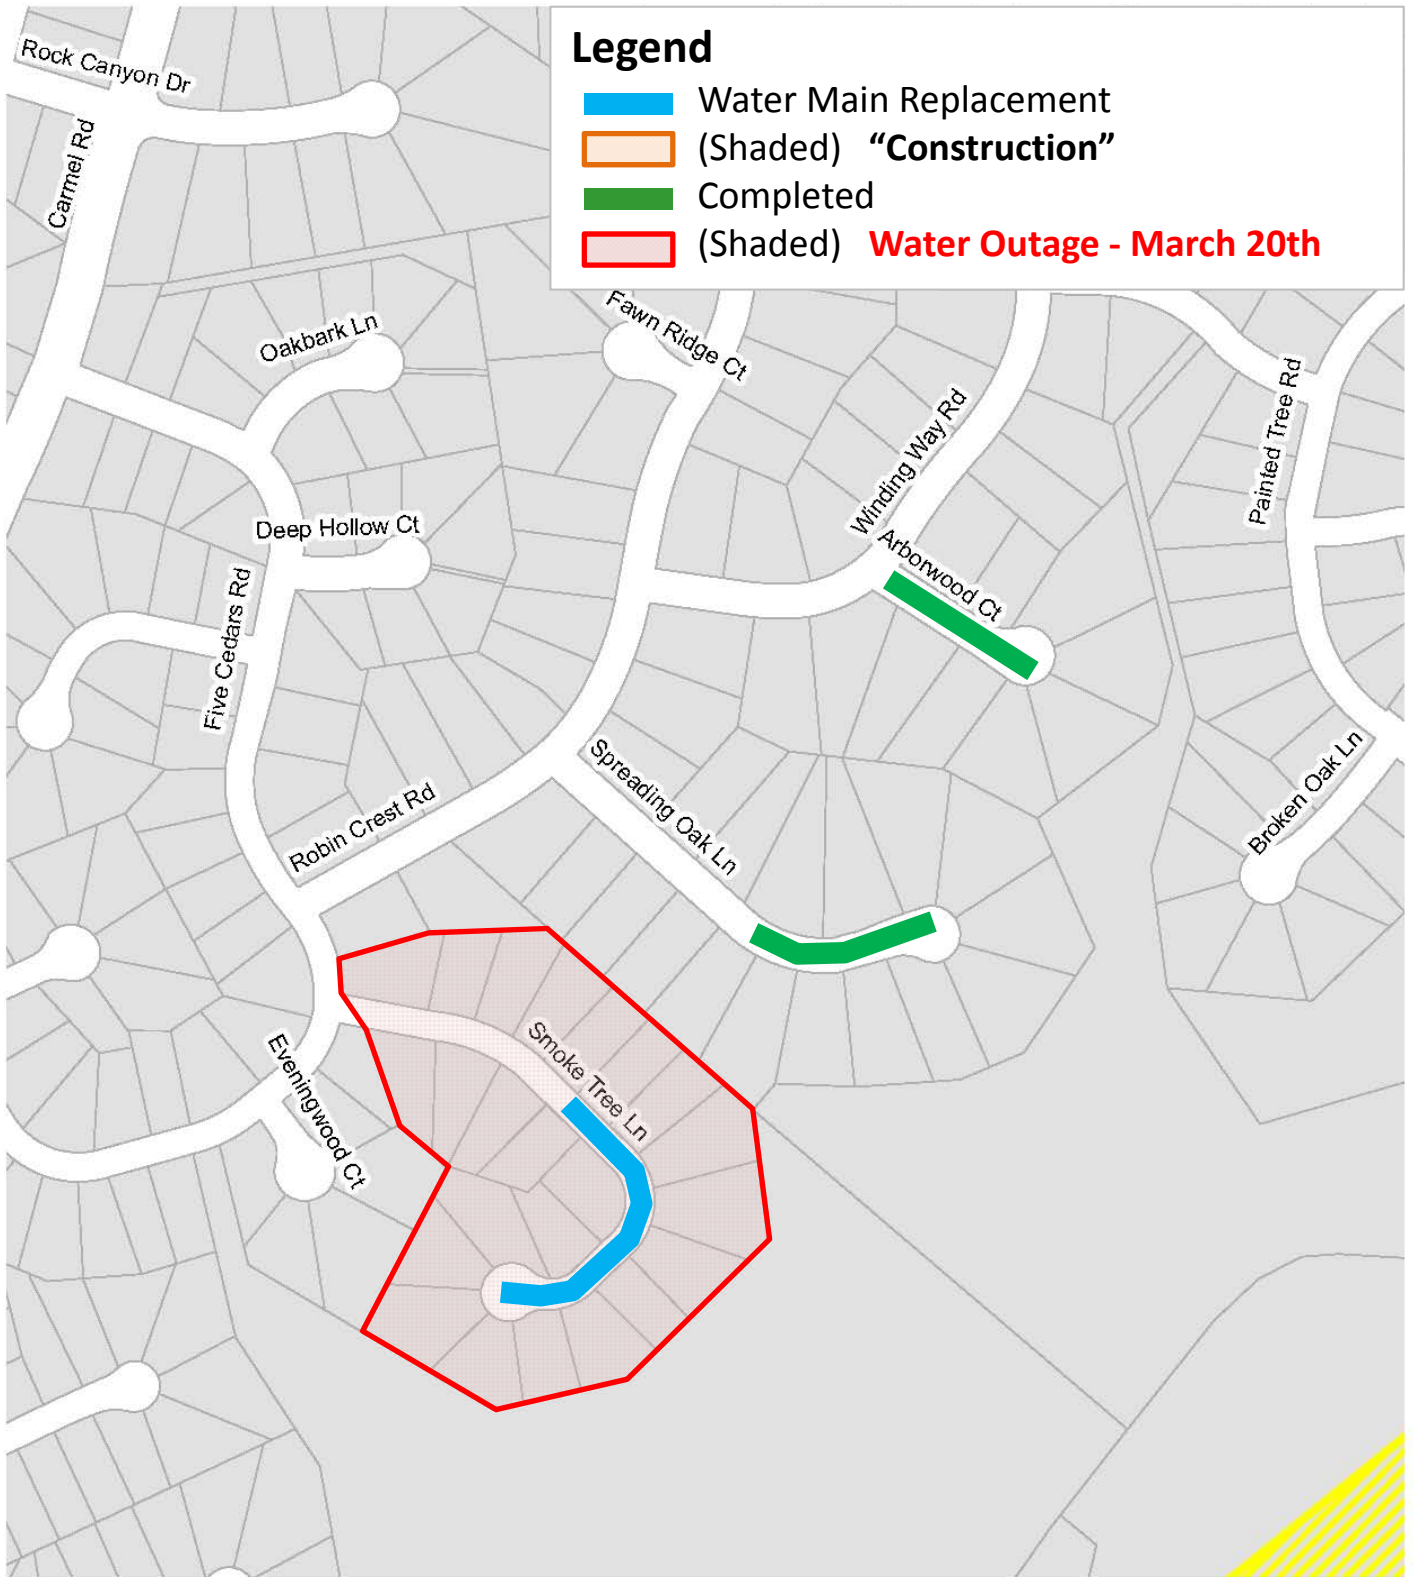 Legend
Water Main Replacement
(Shaded) “Construction”
Completed
(Shaded) Water Outage - March 20th
Rock Canyon Dr
Carmel Rd
Oakbark Ln
Fawn Ridge Ct
Painted Tree Rd
Winding Way Rd
Deep Hollow Ct
Arborwood Ct
Five Cedars Rd
Spreading Oak Ln
Broken Oak Ln
Robin Crest Rd
Smoke Tree Ln
Eveningwood Ct